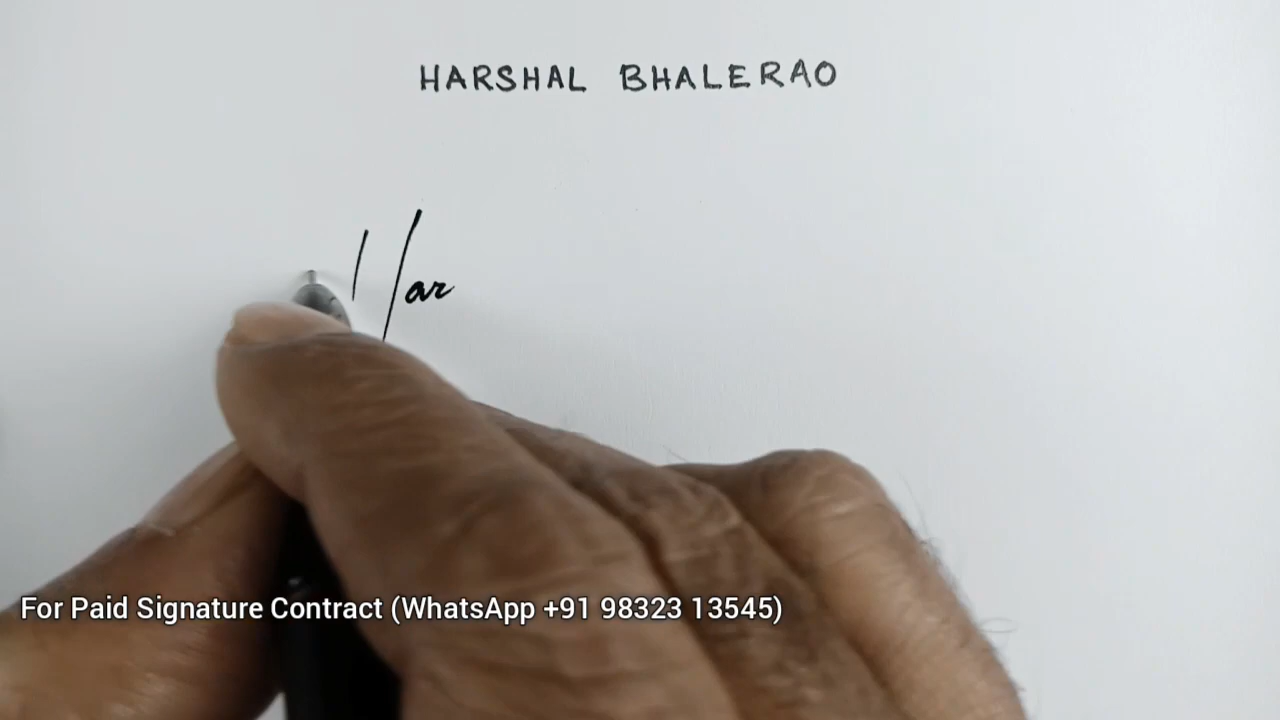 HARSHAL BHALERAO
Har
For Paid Signature Contract (WhatsApp +91 98323 13545)